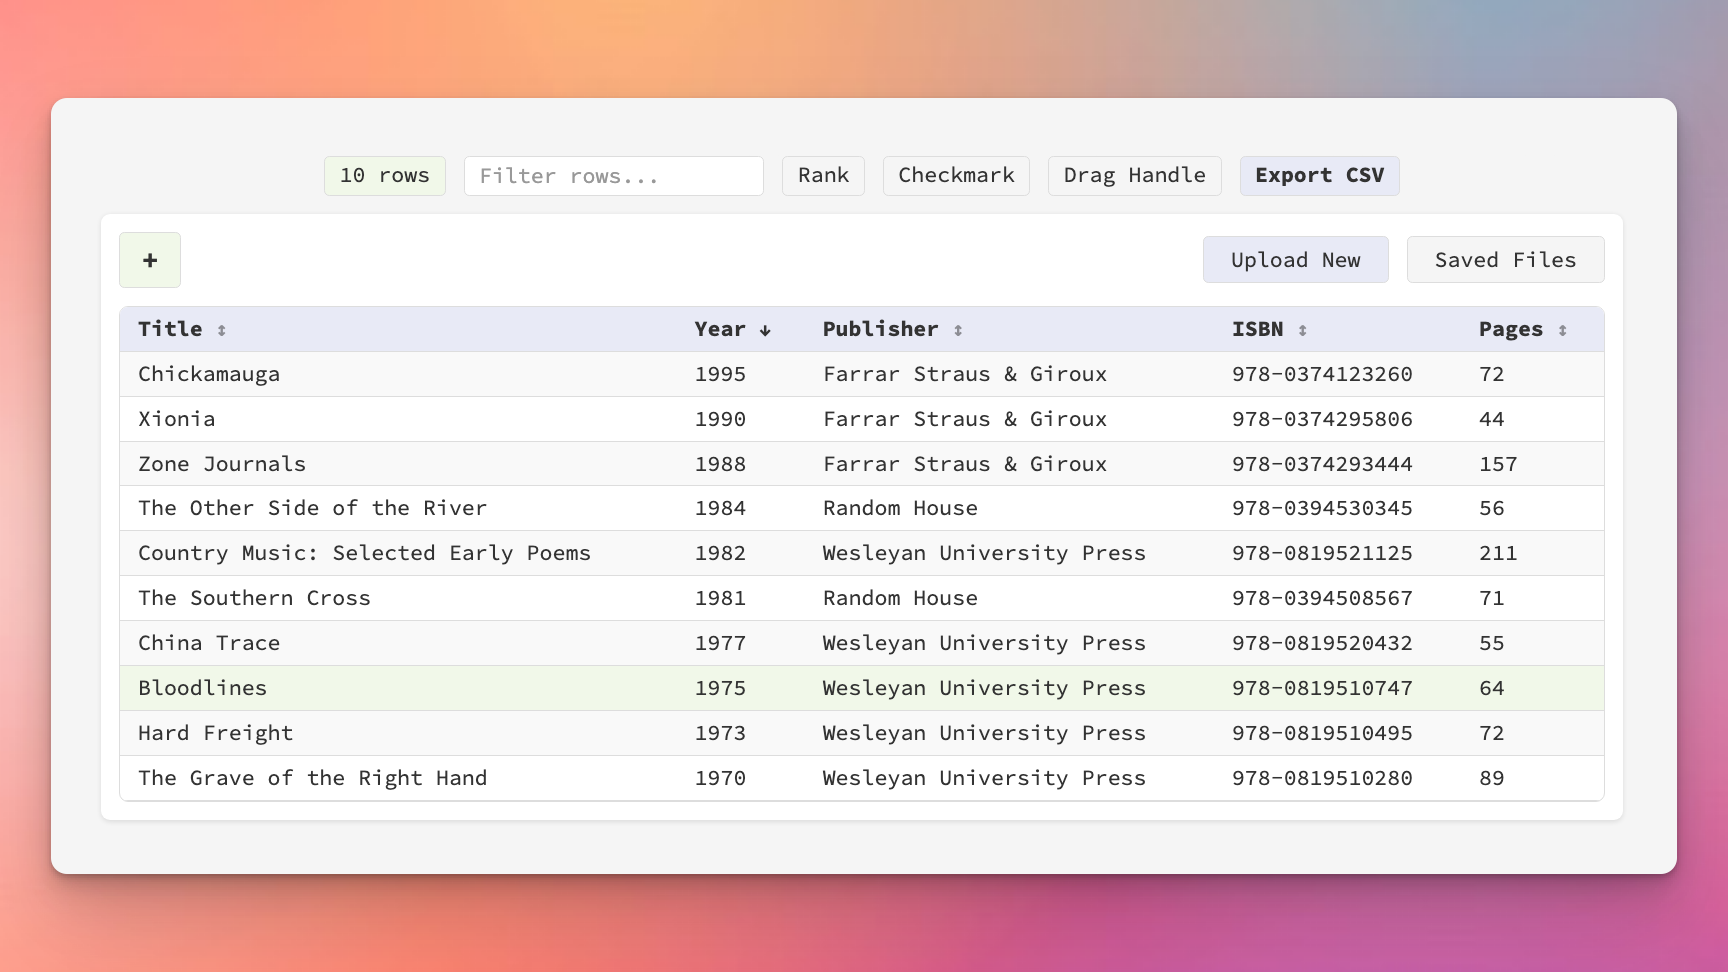 10 rows Filter rows... Rank Checkmark Drag Handle Export CSV
+ Upload New Saved Files
Title ↕ Year ↓ Publisher ↕ ISBN ↕ Pages ↕
Chickamauga 1995 Farrar Straus & Giroux 978-0374123260 72
Xionia 1990 Farrar Straus & Giroux 978-0374295806 44
Zone Journals 1988 Farrar Straus & Giroux 978-0374293444 157
The Other Side of the River 1984 Random House 978-0394530345 56
Country Music: Selected Early Poems 1982 Wesleyan University Press 978-0819521125 211
The Southern Cross 1981 Random House 978-0394508567 71
China Trace 1977 Wesleyan University Press 978-0819520432 55
Bloodlines 1975 Wesleyan University Press 978-0819510747 64
Hard Freight 1973 Wesleyan University Press 978-0819510495 72
The Grave of the Right Hand 1970 Wesleyan University Press 978-0819510280 89